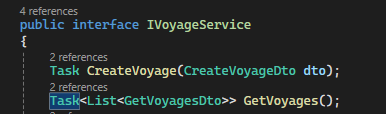 4 references
public interface IVoyageService
{
2 references
Task CreateVoyage(CreateVoyageDto dto);
2 references
Task<List<GetVoyagesDto>> GetVoyages();